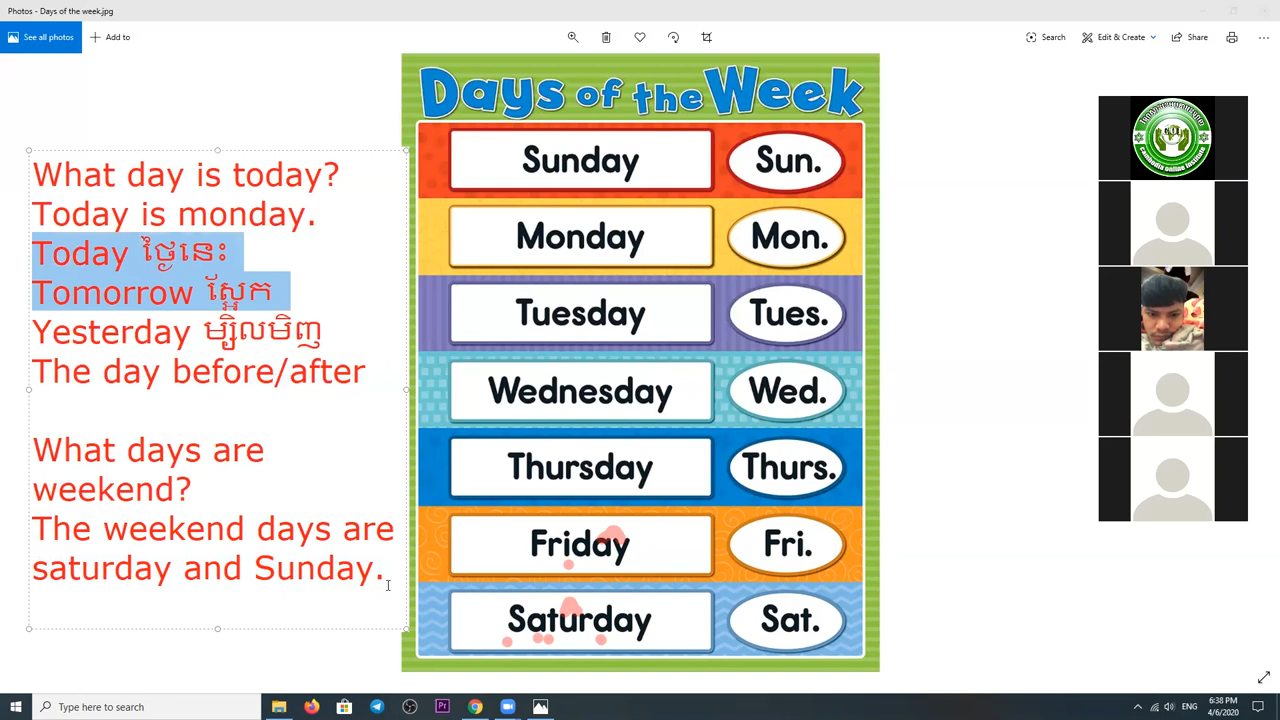 Photos - Days of the week.jpg
See all photos
Add to
Search
Edit & Create
Share
Days of the Week
Sunday Sun.
Monday Mon.
Tuesday Tues.
Wednesday Wed.
Thursday Thurs.
Friday Fri.
Saturday Sat.
What day is today?
Today is monday.
Today ថ្ងៃនេះ
Tomorrow ស្អែក
Yesterday ម្សិលមិញ
The day before/after
What days are
weekend?
The weekend days are
saturday and Sunday.
Cambodia online Institute
Type here to search
Pr
ENG
6:38 PM
4/6/2020